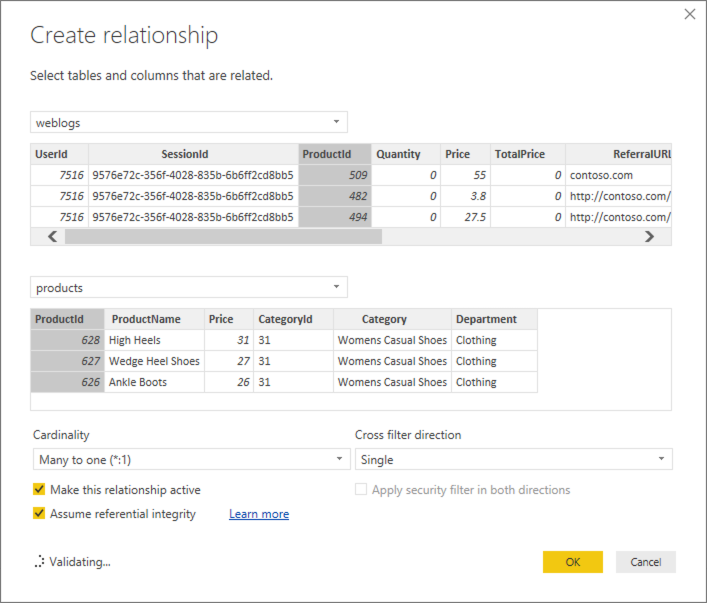 Create relationship
Select tables and columns that are related.
weblogs
UserId SessionId ProductId Quantity Price TotalPrice ReferralURL
7516 9576e72c-356f-4028-835b-6b6ff2cd8bb5 509 0 55 0 contoso.com
7516 9576e72c-356f-4028-835b-6b6ff2cd8bb5 482 0 3.8 0 http://contoso.com/
7516 9576e72c-356f-4028-835b-6b6ff2cd8bb5 494 0 27.5 0 http://contoso.com/
products
ProductId ProductName Price CategoryId Category Department
628 High Heels 31 31 Womens Casual Shoes Clothing
627 Wedge Heel Shoes 27 31 Womens Casual Shoes Clothing
626 Ankle Boots 26 31 Womens Casual Shoes Clothing
Cardinality Cross filter direction
Many to one (*:1) Single
Make this relationship active Apply security filter in both directions
Assume referential integrity Learn more
Validating... OK Cancel